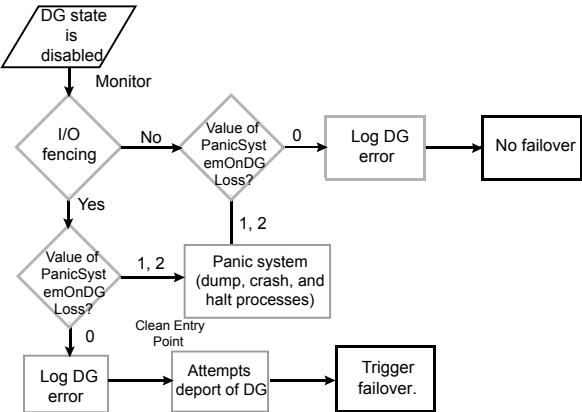 DG state
is
disabled
Monitor
I/O
fencing
No
Value of
PanicSyst
emOnDG
Loss?
0
Log DG
error
No failover
Yes
1, 2
Value of
PanicSyst
emOnDG
Loss?
1, 2
Panic system
(dump, crash, and
halt processes)
0
Clean Entry
Point
Log DG
error
Attempts
deport of DG
Trigger
failover.